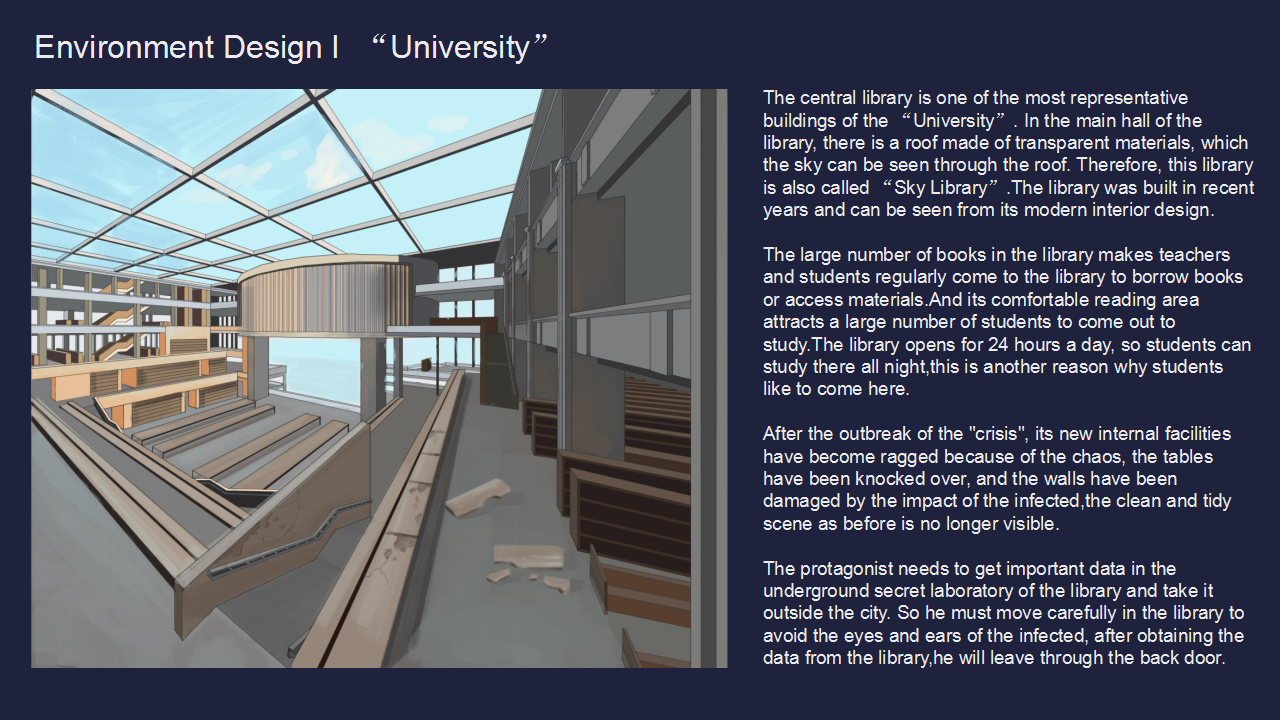 Environment Design I “University”
The central library is one of the most representative
buildings of the “University”. In the main hall of the
library, there is a roof made of transparent materials, which
the sky can be seen through the roof. Therefore, this library
is also called “Sky Library”.The library was built in recent
years and can be seen from its modern interior design.
The large number of books in the library makes teachers
and students regularly come to the library to borrow books
or access materials.And its comfortable reading area
attracts a large number of students to come out to
study.The library opens for 24 hours a day, so students can
study there all night,this is another reason why students
like to come here.
After the outbreak of the "crisis", its new internal facilities
have become ragged because of the chaos, the tables
have been knocked over, and the walls have been
damaged by the impact of the infected,the clean and tidy
scene as before is no longer visible.
The protagonist needs to get important data in the
underground secret laboratory of the library and take it
outside the city. So he must move carefully in the library to
avoid the eyes and ears of the infected, after obtaining the
data from the library,he will leave through the back door.